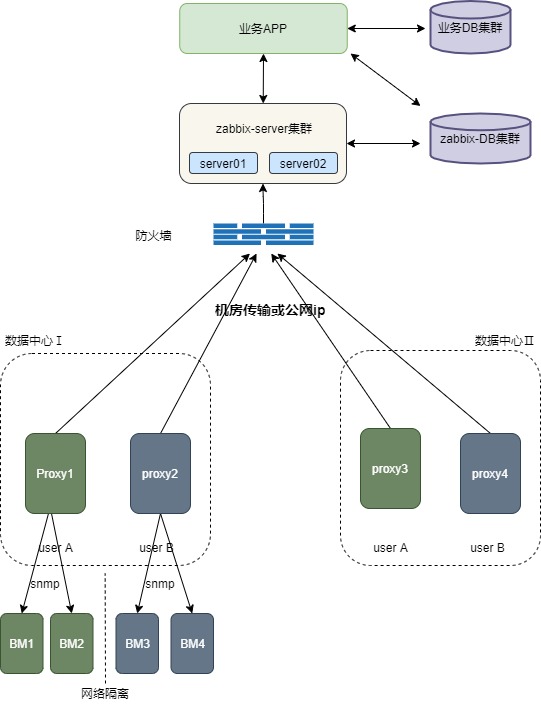 业务APP
业务DB集群
zabbix-server集群
server01
server02
zabbix-DB集群
防火墙
机房传输或公网ip
数据中心Ⅰ
数据中心Ⅱ
Proxy1
proxy2
proxy3
proxy4
user A
user B
user A
user B
snmp
snmp
BM1
BM2
BM3
BM4
网络隔离